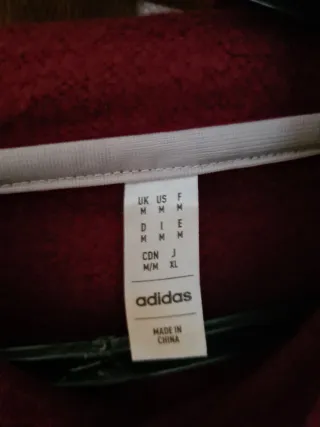 UK US F
M M M
D I E
M M M
CDN J
M/M XL
adidas
MADE IN
CHINA